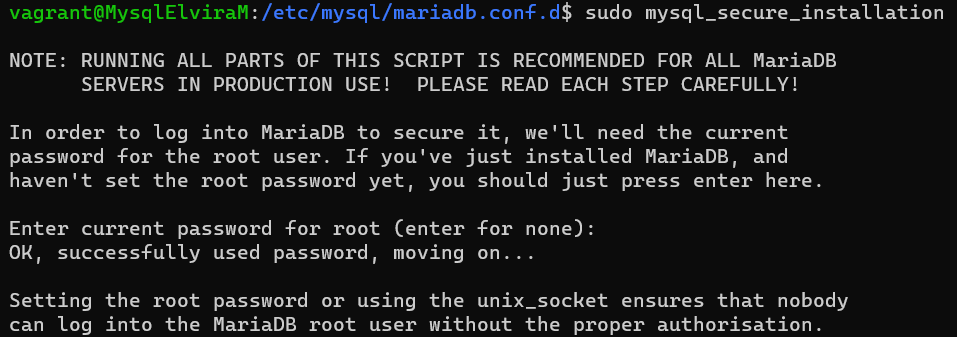 vagrant@MysqlElviraM:/etc/mysql/mariadb.conf.d$ sudo mysql_secure_installation
NOTE: RUNNING ALL PARTS OF THIS SCRIPT IS RECOMMENDED FOR ALL MariaDB
SERVERS IN PRODUCTION USE!  PLEASE READ EACH STEP CAREFULLY!
In order to log into MariaDB to secure it, we'll need the current
password for the root user. If you've just installed MariaDB, and
haven't set the root password yet, you should just press enter here.
Enter current password for root (enter for none):
OK, successfully used password, moving on...
Setting the root password or using the unix_socket ensures that nobody
can log into the MariaDB root user without the proper authorisation.